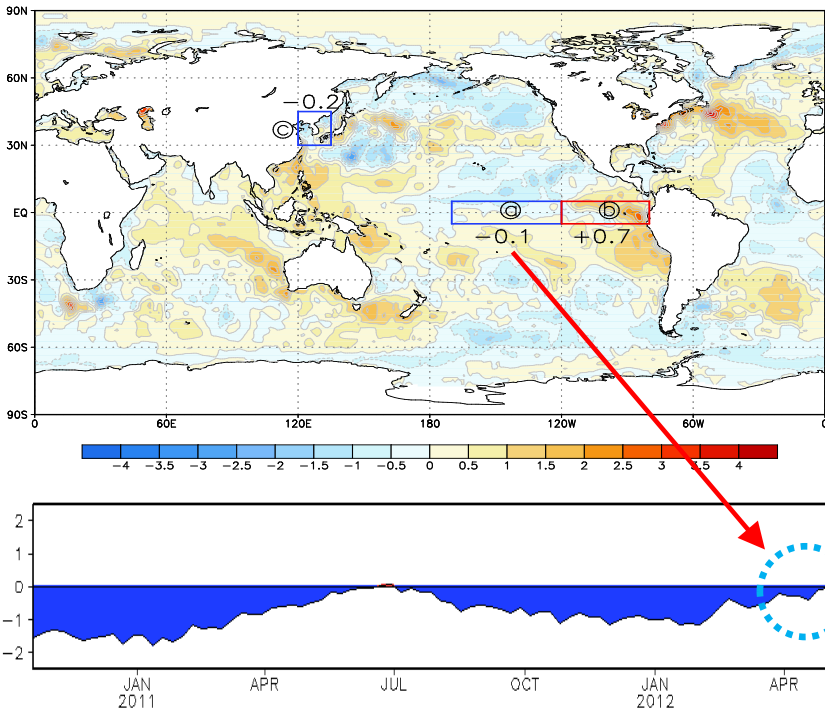 90N
60N
−0.2
ⓒ
30N
EQ ⓐ ⓑ
−0.1 +0.7
30S
60S
90S
0 60E 120E 180 120W 60W 0
−4 −3.5 −3 −2.5 −2 −1.5 −1 −0.5 0 0.5 1 1.5 2 2.5 3 3.5 4
2
1
0
−1
−2
JAN APR JUL OCT JAN APR
2011 2012